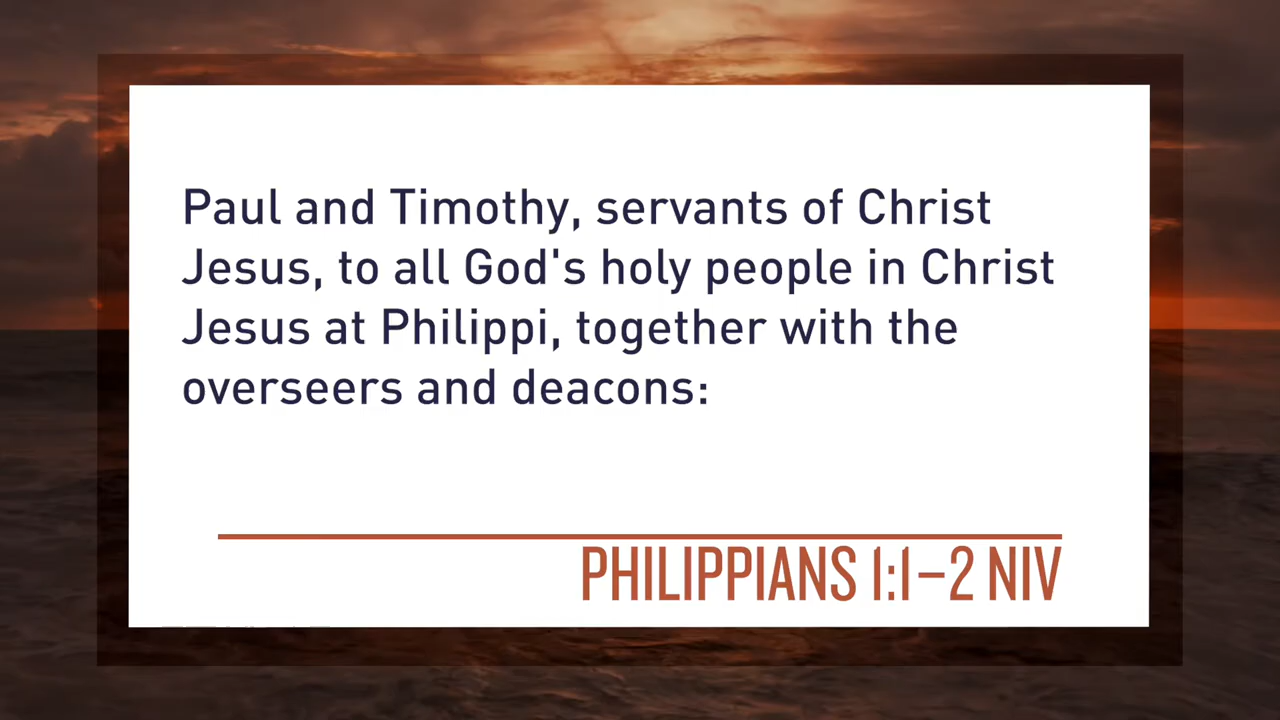 Paul and Timothy, servants of Christ
Jesus, to all God's holy people in Christ
Jesus at Philippi, together with the
overseers and deacons:
PHILIPPIANS 1:1–2 NIV